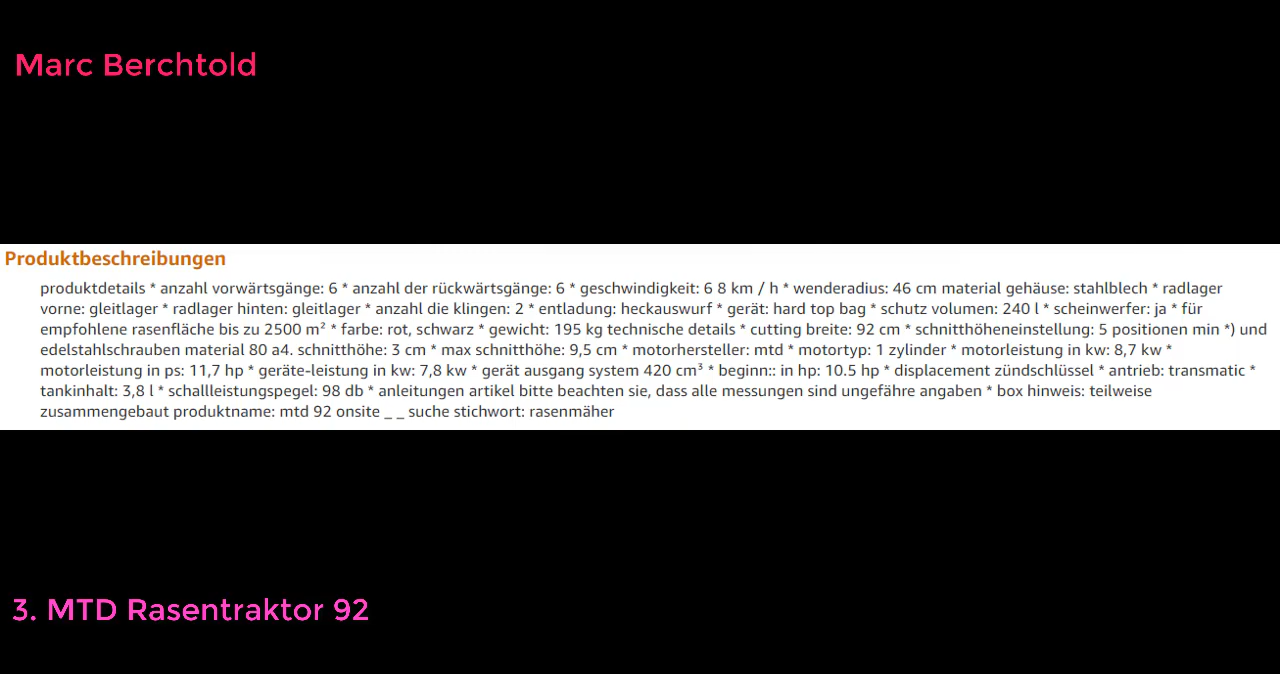 Marc Berchtold
Produktbeschreibungen
produktdetails * anzahl vorwärtsgänge: 6 * anzahl der rückwärtsgänge: 6 * geschwindigkeit: 6 8 km / h * wenderadius: 46 cm material gehäuse: stahlblech * radlager
vorne: gleitlager * radlager hinten: gleitlager * anzahl die klingen: 2 * entladung: heckauswurf * gerät: hard top bag * schutz volumen: 240 l * scheinwerfer: ja * für
empfohlene rasenfläche bis zu 2500 m² * farbe: rot, schwarz * gewicht: 195 kg technische details * cutting breite: 92 cm * schnitthöheneinstellung: 5 positionen min *) und
edelstahlschrauben material 80 a4. schnitthöhe: 3 cm * max schnitthöhe: 9,5 cm * motorhersteller: mtd * motortyp: 1 zylinder * motorleistung in kw: 8,7 kw *
motorleistung in ps: 11,7 hp * geräte-leistung in kw: 7,8 kw * gerät ausgang system 420 cm³ * beginn:: in hp: 10.5 hp * displacement zündschlüssel * antrieb: transmatic *
tankinhalt: 3,8 l * schallleistungspegel: 98 db * anleitungen artikel bitte beachten sie, dass alle messungen sind ungefähre angaben * box hinweis: teilweise
zusammengebaut produktname: mtd 92 onsite _ _ suche stichwort: rasenmäher
3. MTD Rasentraktor 92